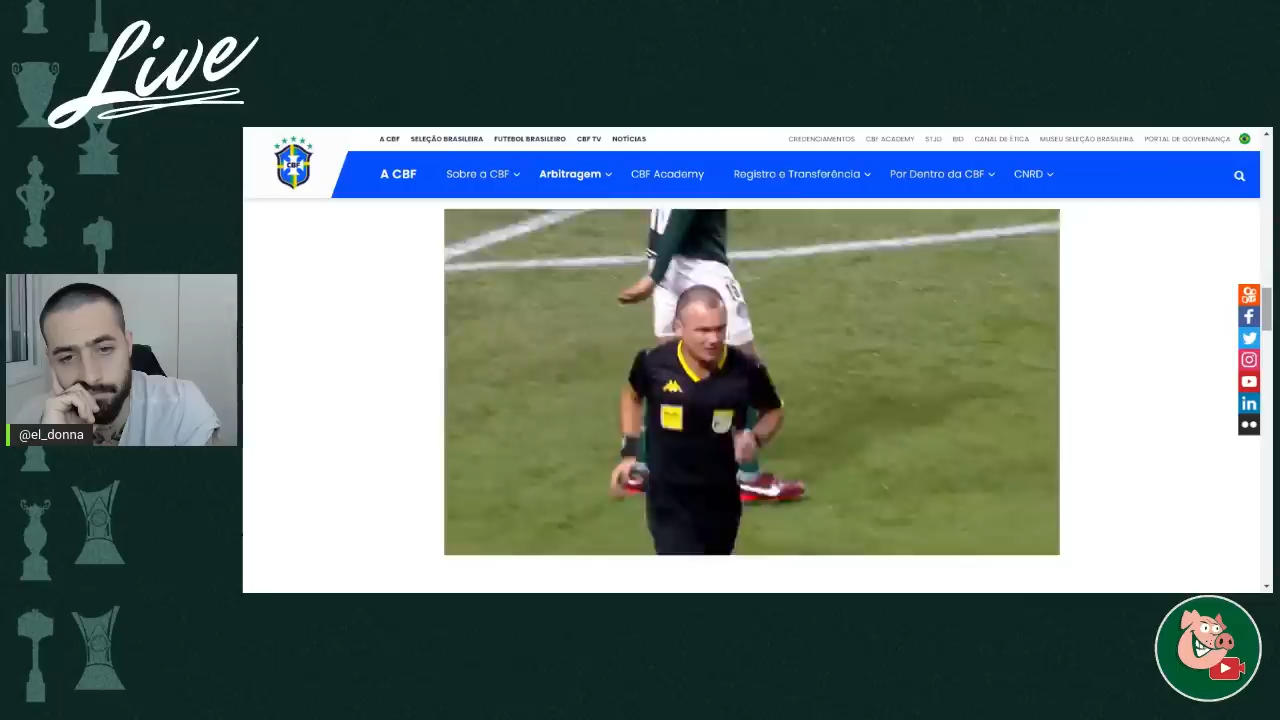 Live
A CBF SELEÇÃO BRASILEIRA FUTEBOL BRASILEIRO CBF TV NOTÍCIAS CREDENCIAMENTOS CBF ACADEMY STJD BID CANAL DE ÉTICA MUSEU SELEÇÃO BRASILEIRA PORTAL DE GOVERNANÇA
CBF
A CBF Sobre a CBF Arbitragem CBF Academy Registro e Transferência Por Dentro da CBF CNRD
@el_donna